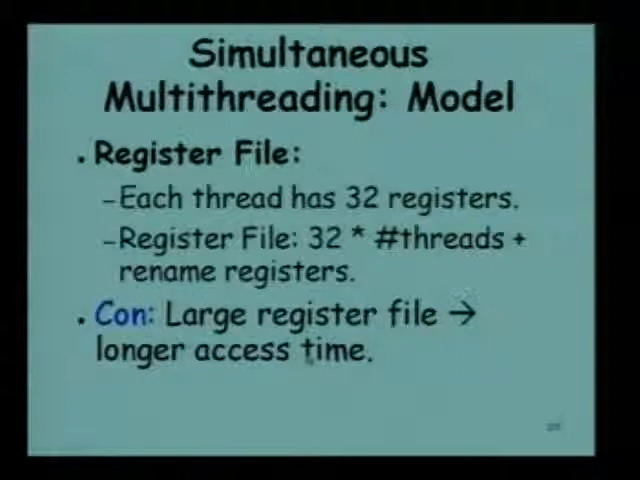 Simultaneous
Multithreading: Model
• Register File:
–Each thread has 32 registers.
–Register File: 32 * #threads +
rename registers.
• Con: Large register file →
longer access time.